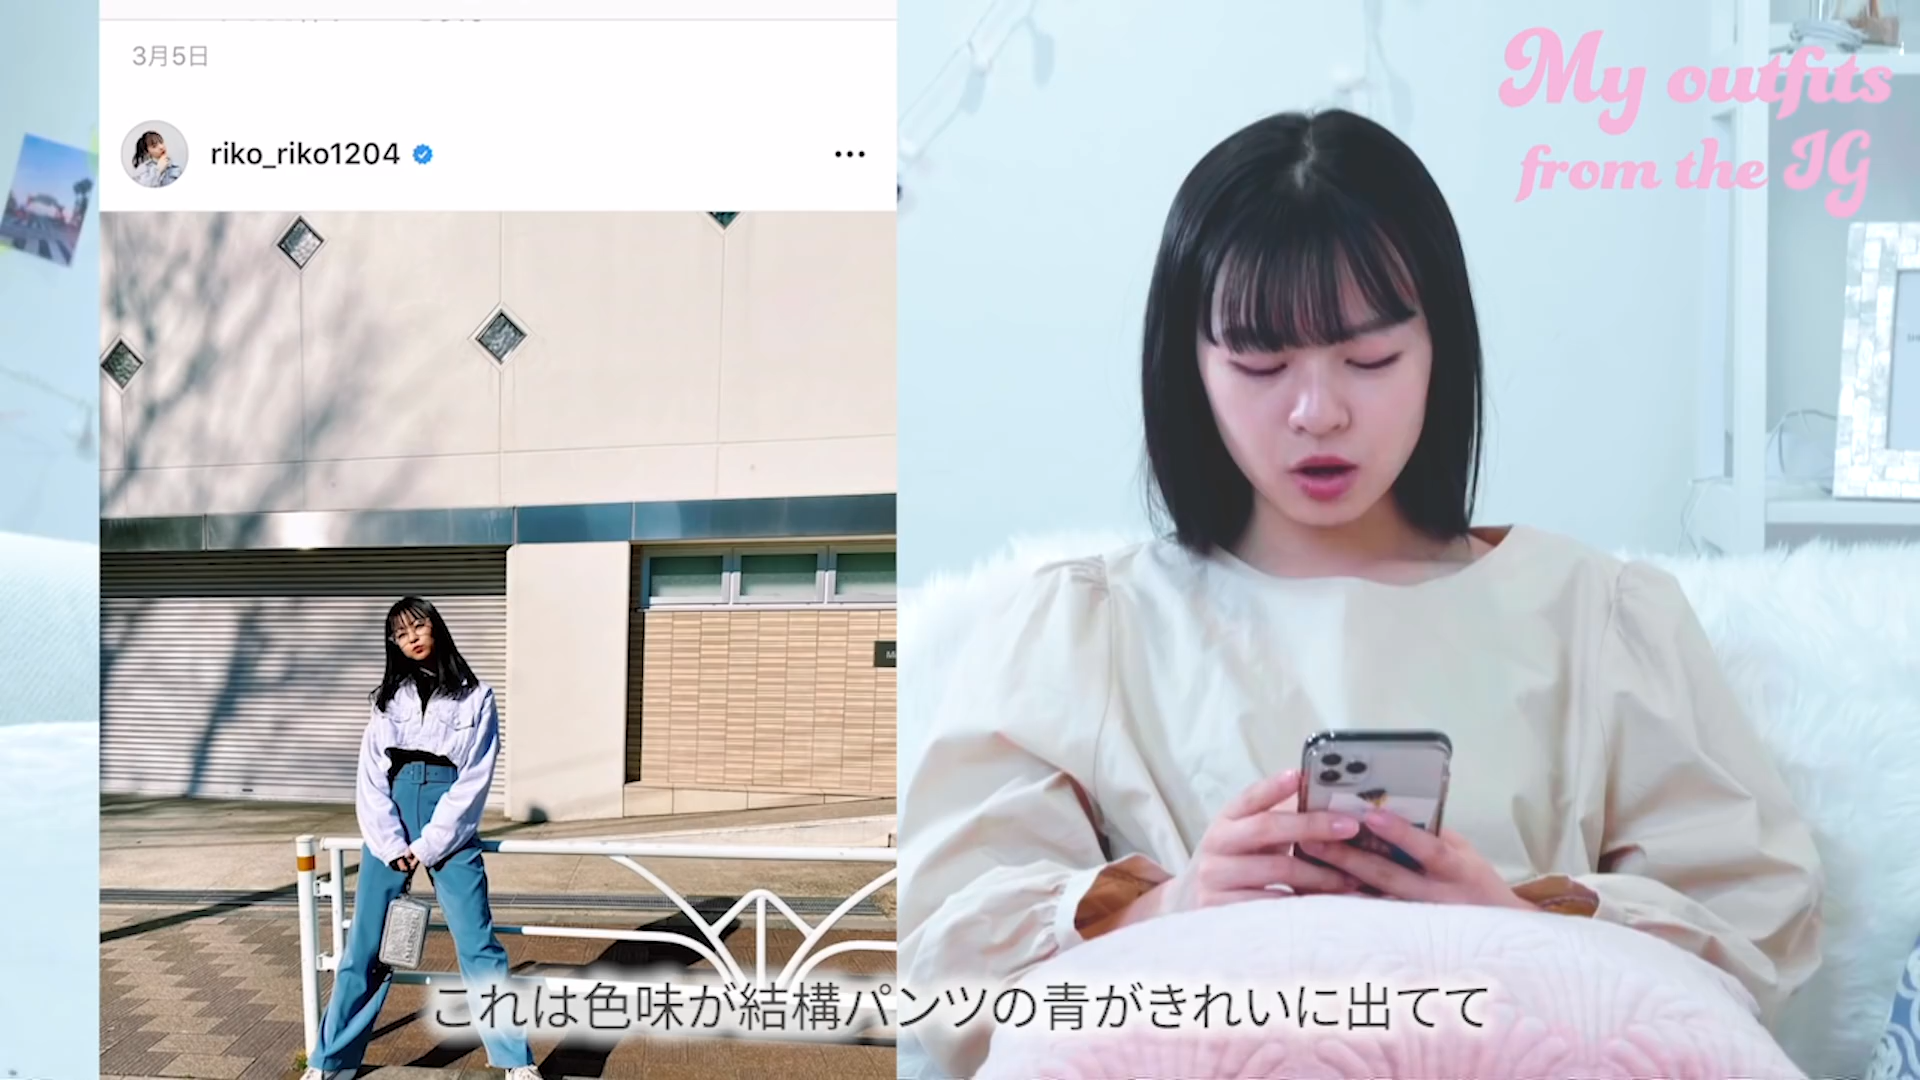 3月5日
riko_riko1204
My outfits
from the IG
これは色味が結構パンツの青がきれいに出てて